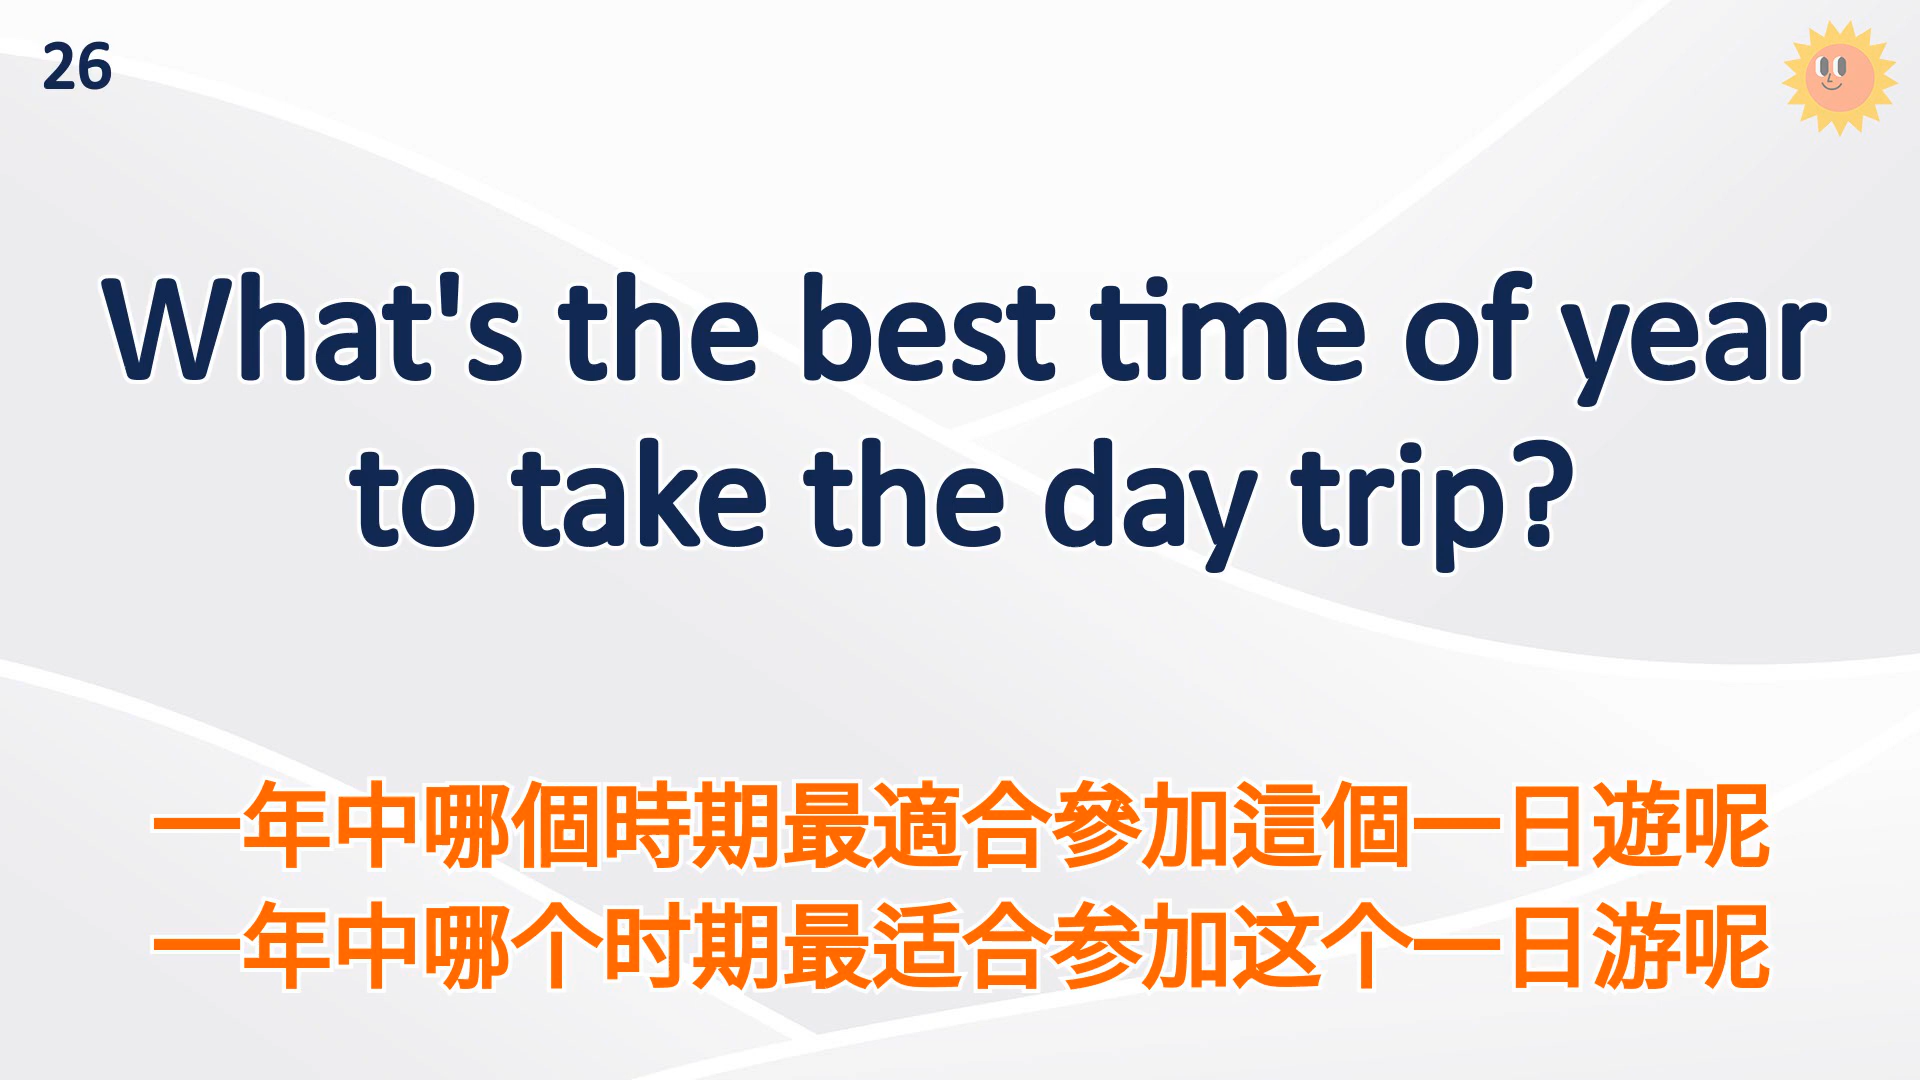 26
What's the best time of year
to take the day trip?
一年中哪個時期最適合參加這個一日遊呢
一年中哪个时期最适合参加这个一日游呢